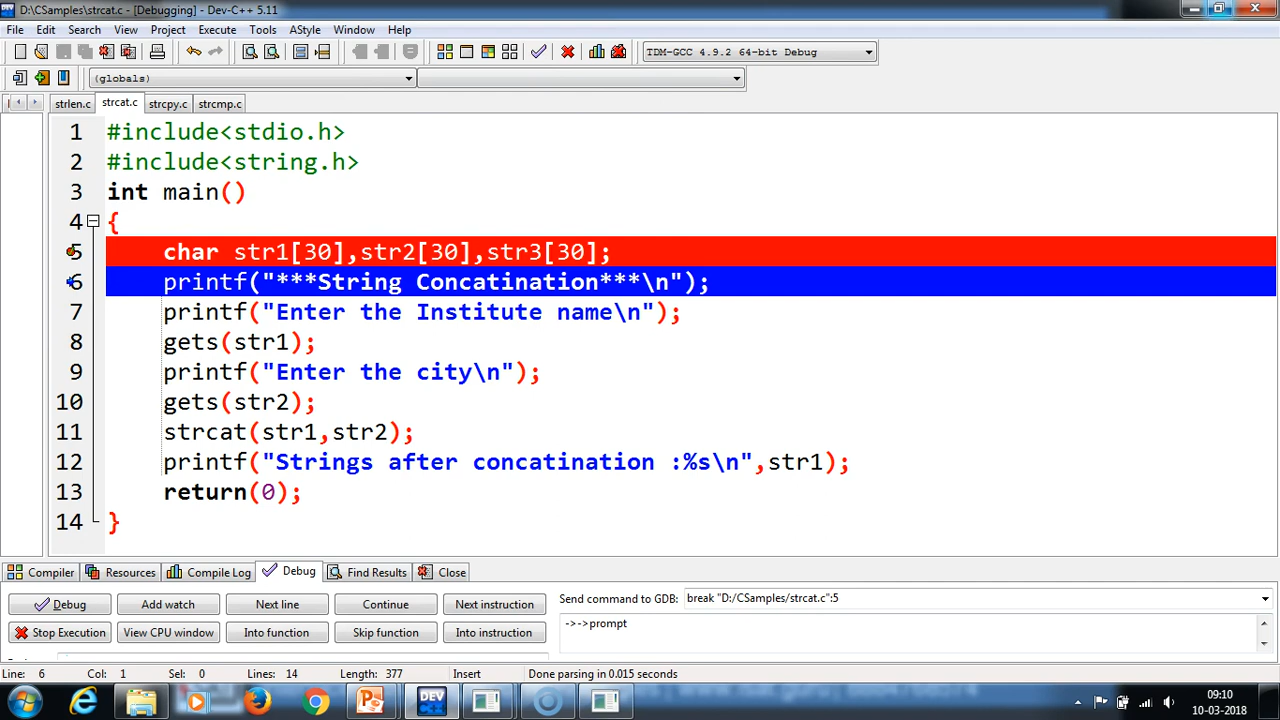 D:\CSamples\strcat.c - [Debugging] - Dev-C++ 5.11
File Edit Search View Project Execute Tools AStyle Window Help
TDM-GCC 4.9.2 64-bit Debug
(globals)
strlen.c strcat.c strcpy.c strcmp.c
1 #include<stdio.h>
2 #include<string.h>
3 int main()
4 {
5 char str1[30],str2[30],str3[30];
6 printf("***String Concatination***\n");
7 printf("Enter the Institute name\n");
8 gets(str1);
9 printf("Enter the city\n");
10 gets(str2);
11 strcat(str1,str2);
12 printf("Strings after concatination :%s\n",str1);
13 return(0);
14 }
Compiler Resources Compile Log Debug Find Results Close
Debug Add watch Next line Continue Next instruction Send command to GDB: break "D:/CSamples/strcat.c":5
Stop Execution View CPU window Into function Skip function Into instruction ->->prompt
Line: 6 Col: 1 Sel: 0 Lines: 14 Length: 377 Insert Done parsing in 0.015 seconds
DEV C++
09:10
10-03-2018